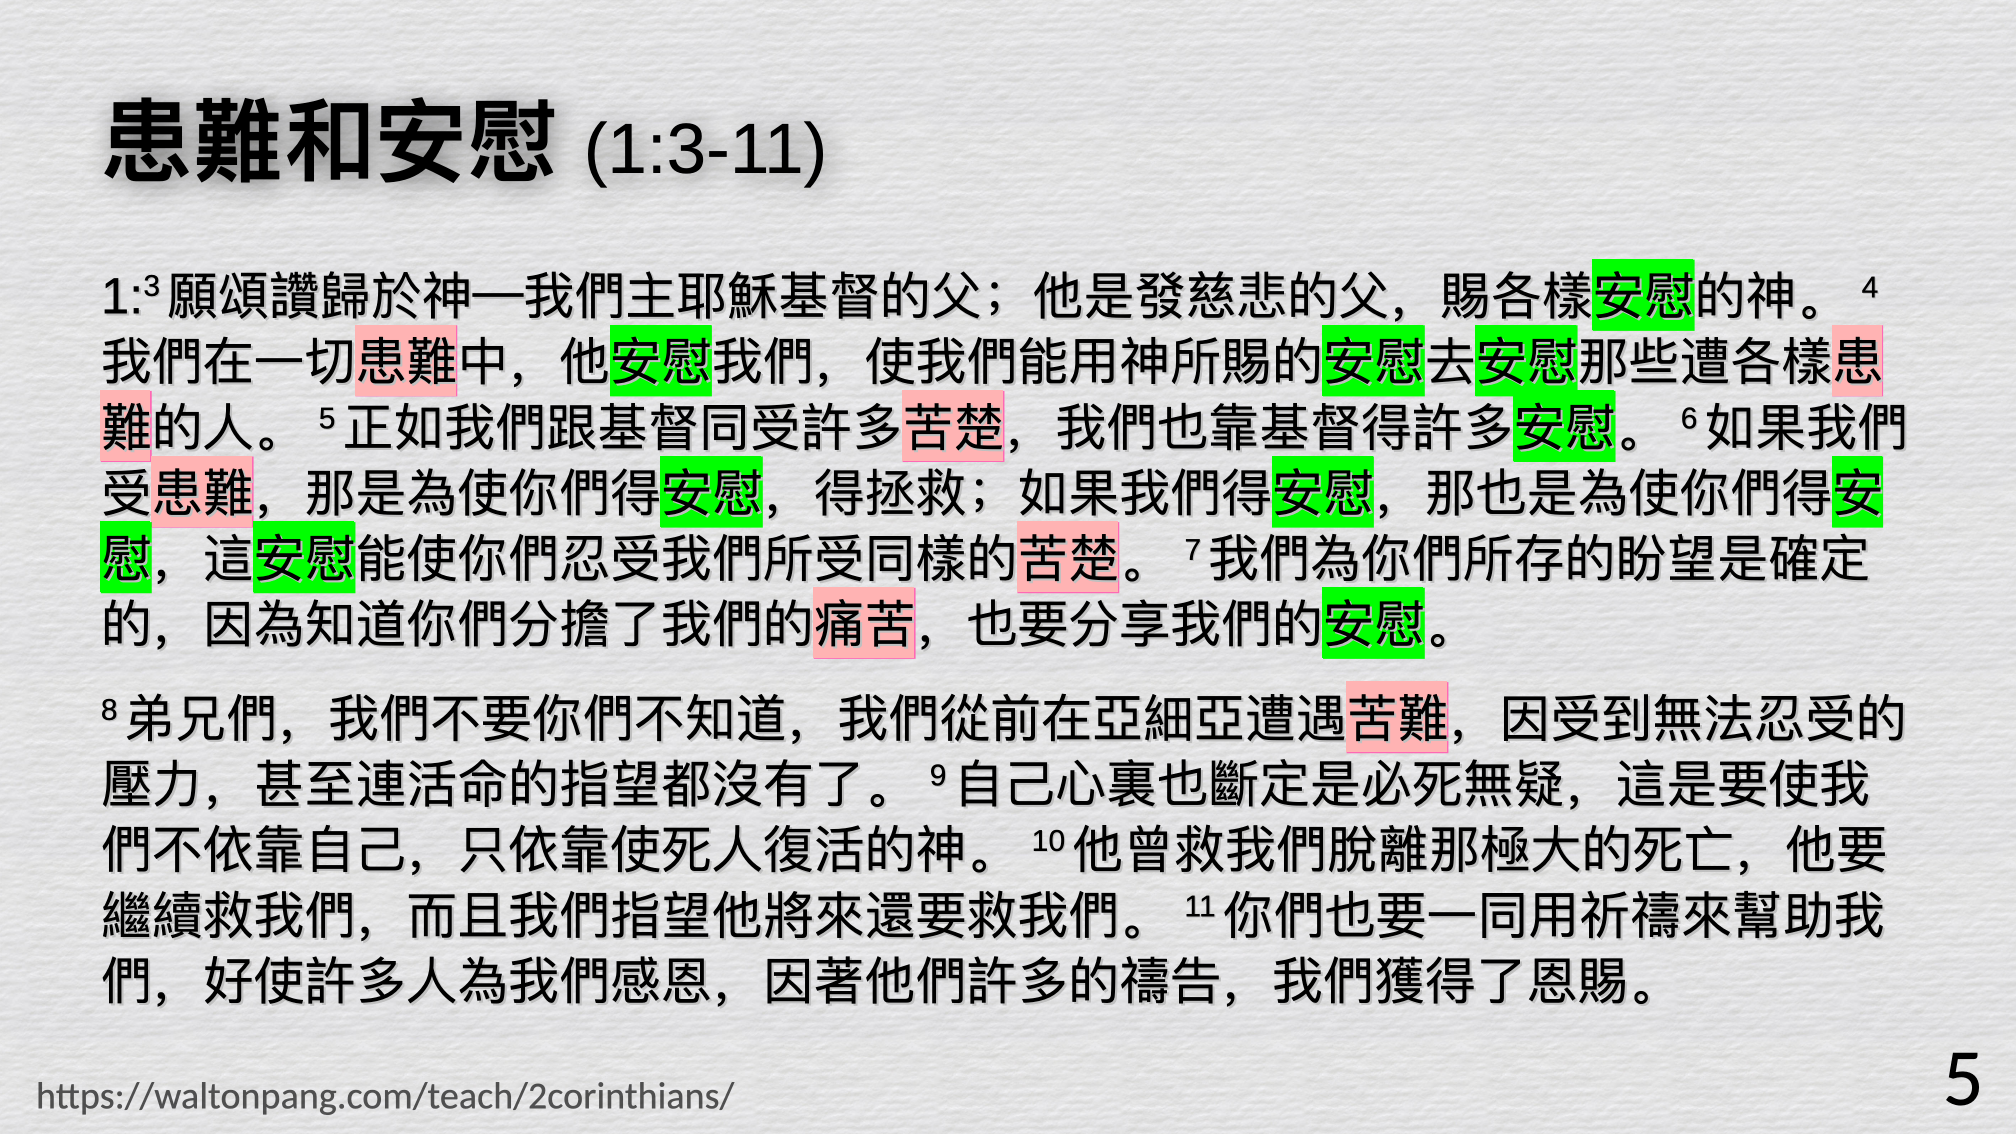 患難和安慰 (1:3-11)
1:3 願頌讚歸於神—我們主耶穌基督的父；他是發慈悲的父，賜各樣安慰的神。 4
我們在一切患難中，他安慰我們，使我們能用神所賜的安慰去安慰那些遭各樣患
難的人。 5 正如我們跟基督同受許多苦楚，我們也靠基督得許多安慰。 6 如果我們
受患難，那是為使你們得安慰，得拯救；如果我們得安慰，那也是為使你們得安
慰，這安慰能使你們忍受我們所受同樣的苦楚。 7 我們為你們所存的盼望是確定
的，因為知道你們分擔了我們的痛苦，也要分享我們的安慰。
8 弟兄們，我們不要你們不知道，我們從前在亞細亞遭遇苦難，因受到無法忍受的
壓力，甚至連活命的指望都沒有了。 9 自己心裏也斷定是必死無疑，這是要使我
們不依靠自己，只依靠使死人復活的神。 10 他曾救我們脫離那極大的死亡，他要
繼續救我們，而且我們指望他將來還要救我們。 11 你們也要一同用祈禱來幫助我
們，好使許多人為我們感恩，因著他們許多的禱告，我們獲得了恩賜。
https://waltonpang.com/teach/2corinthians/
5